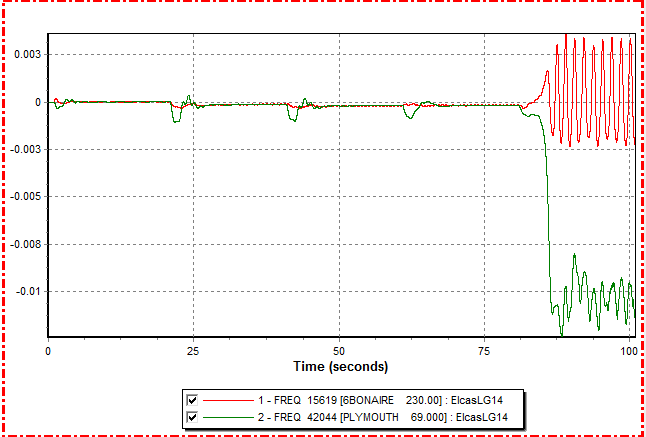 0.003
0
-0.003
-0.005
-0.008
-0.01
0 25 50 75 100
Time (seconds)
1 - FREQ 15619 [6BONAIRE 230.00] : ElcasLG14
2 - FREQ 42044 [PLYMOUTH 69.000] : ElcasLG14